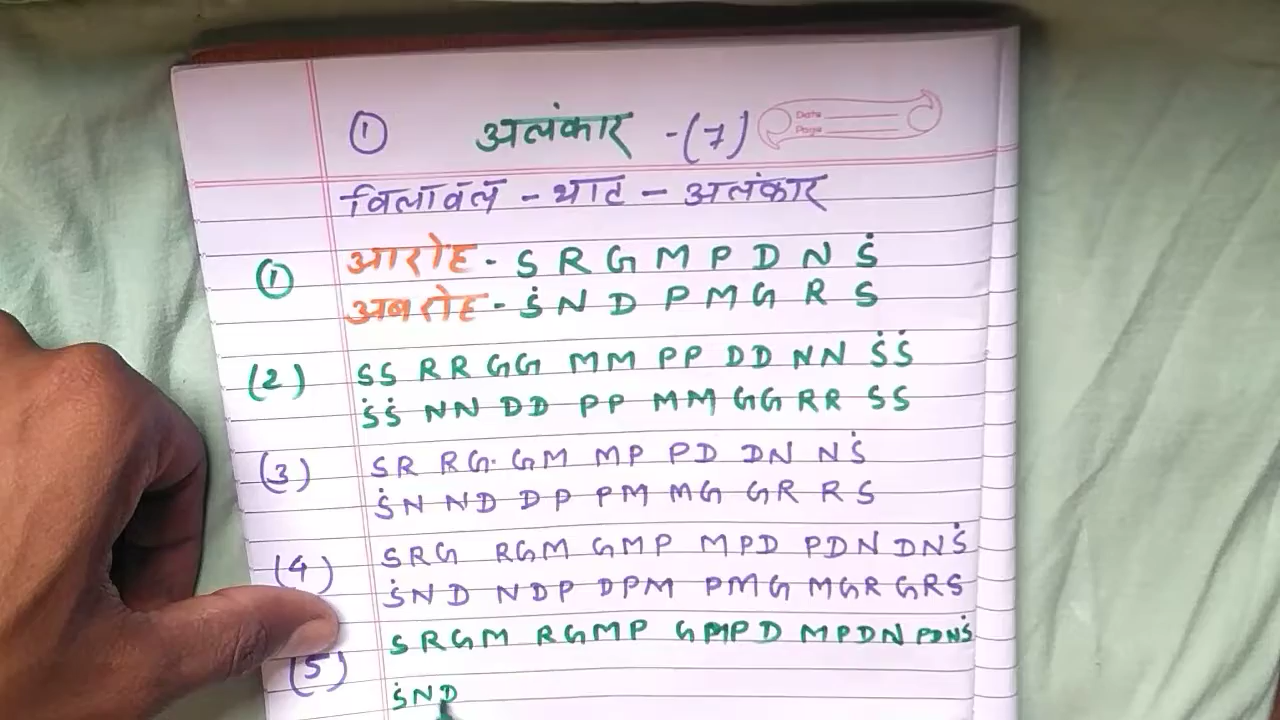 ① अलंकार -(7)
Date
Page
बिलावल - थाट - अलंकार
① आरोह - S R G M P D N Ṡ
अवरोह - Ṡ N D P M G R S
(2) SS RR GG MM PP DD NN ṠṠ
ṠṠ NN DD PP MM GG RR SS
(3) SR RG. GM MP PD DN NṠ
ṠN ND DP PM MG GR RS
(4) SRG RGM GMP MPD PDN DNṠ
ṠND NDP DPM PMG MGR GRS
(5) SRGM RGMP GMPD MPDN PDNṠ
ṠND